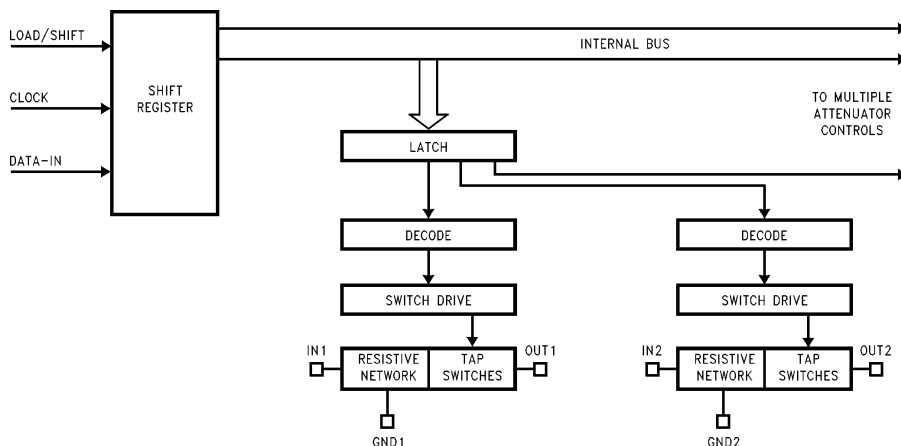 LOAD/SHIFT
CLOCK
DATA-IN
SHIFT
REGISTER
INTERNAL BUS
TO MULTIPLE
ATTENUATOR
CONTROLS
LATCH
DECODE
DECODE
SWITCH DRIVE
SWITCH DRIVE
IN1
RESISTIVE
NETWORK
TAP
SWITCHES
OUT1
GND1
IN2
RESISTIVE
NETWORK
TAP
SWITCHES
OUT2
GND2